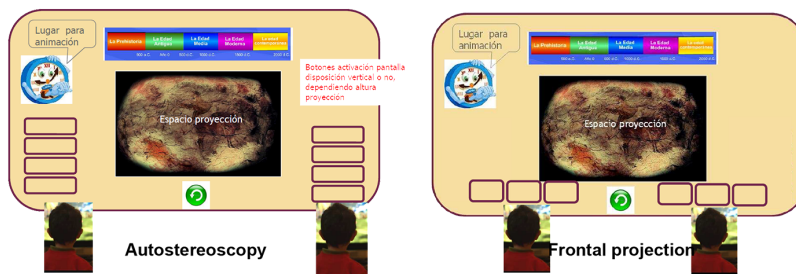 Lugar para
animación
La Prehistoria
La Edad
Antigua
La Edad
Media
La Edad
Moderna
Botones activación pantalla
disposición vertical o no,
dependiendo altura
proyección
Espacio proyección
Autostereoscopy
Lugar para
animación
La Prehistoria
La Edad
Antigua
La Edad
Media
La Edad
Moderna
Espacio proyección
Frontal projection